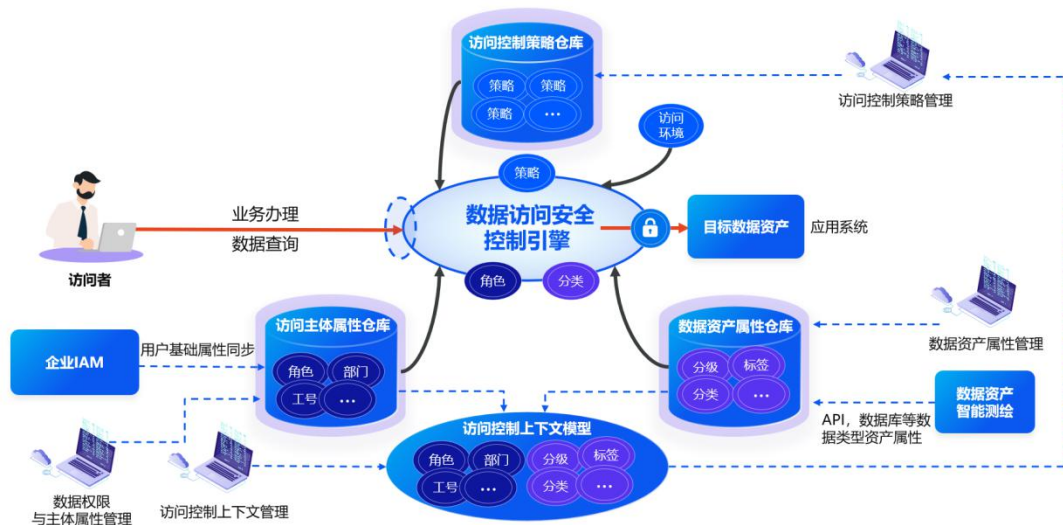 访问控制策略仓库
策略 策略
策略 ...
访问控制策略管理
访问
环境
策略
数据访问安全
控制引擎
角色 分类
业务办理
数据查询
访问者
目标数据资产
应用系统
访问主体属性仓库
角色 部门
工号 ...
企业IAM
用户基础属性同步
数据资产属性仓库
分级 标签
分类 ...
数据资产属性管理
数据资产
智能测绘
API，数据库等数
据类型资产属性
访问控制上下文模型
角色 部门 分级 标签
工号 ... 分类 ...
数据权限
与主体属性管理
访问控制上下文管理